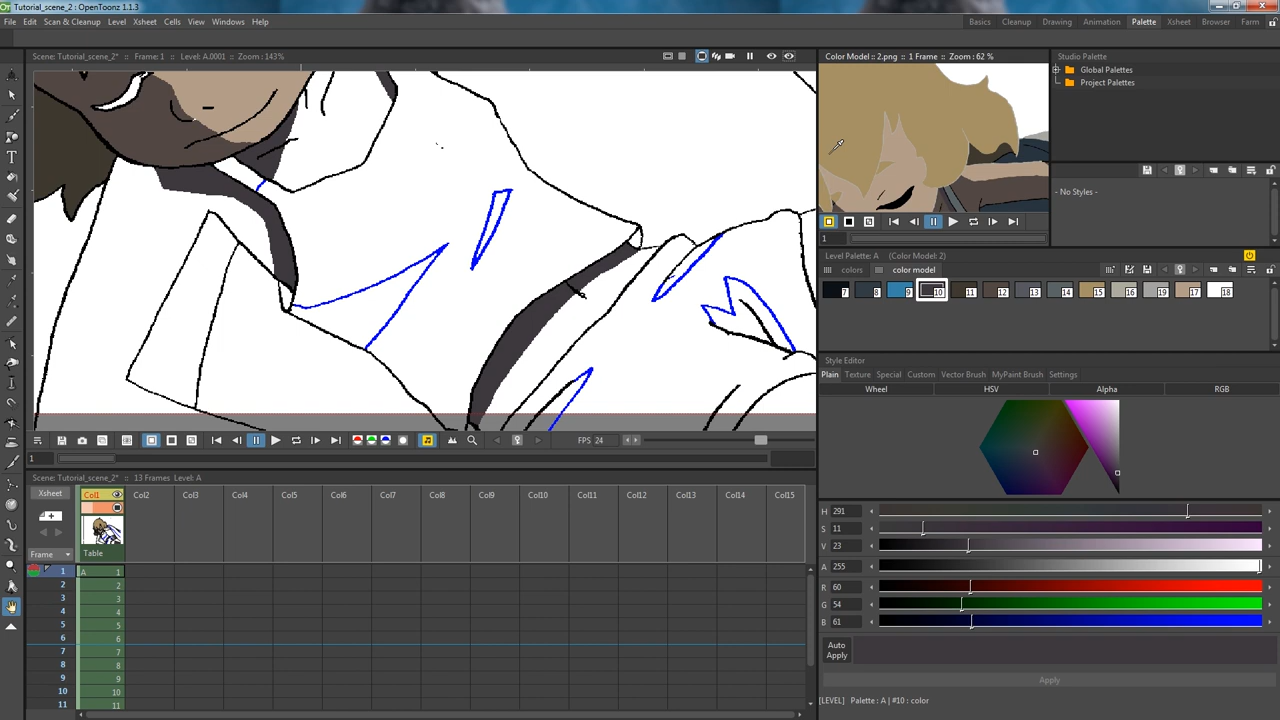 Tutorial_scene_2 : OpenToonz 1.1.3
File Edit Scan & Cleanup Level Xsheet Cells View Windows Help
Basics Cleanup Drawing Animation Palette Xsheet Browser Farm
Scene: Tutorial_scene_2* :: Frame: 1 :: Level: A.0001 :: Zoom : 143%
Color Model :: 2.png :: 1 Frame :: Zoom : 62 %
Studio Palette
Global Palettes
Project Palettes
- No Styles -
1
Level Palette: A (Color Model: 2)
colors color model
7 8 9 10 11 12 13 14 15 16 19 17 18
Style Editor
Plain Texture Special Custom Vector Brush MyPaint Brush Settings
Wheel HSV Alpha RGB
H 291
S 11
V 23
A 255
R 60
G 54
B 61
Auto Apply
Apply
[LEVEL] Palette : A | #10 : color
FPS 24
1
Scene: Tutorial_scene_2* :: 13 Frames Level: A
Xsheet Col1 Col2 Col3 Col4 Col5 Col6 Col7 Col8 Col9 Col10 Col11 Col12 Col13 Col14 Col15
Frame Table
1 A 1
2 2
3 3
4 4
5 5
6 6
7 7
8 8
9 9
10 10
11 11